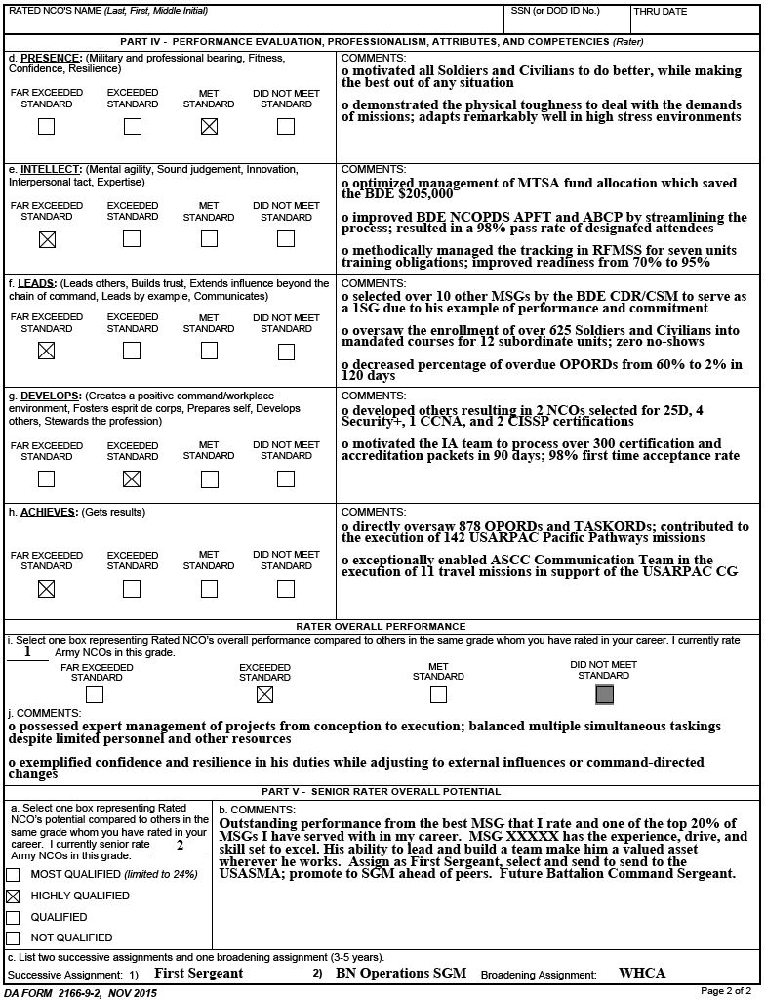 RATED NCO'S NAME (Last, First, Middle Initial)
SSN (or DOD ID No.)
THRU DATE
PART IV - PERFORMANCE EVALUATION, PROFESSIONALISM, ATTRIBUTES, AND COMPETENCIES (Rater)
d. PRESENCE: (Military and professional bearing, Fitness,
Confidence, Resilience)
FAR EXCEEDED STANDARD
EXCEEDED STANDARD
MET STANDARD
DID NOT MEET STANDARD
COMMENTS:
o motivated all Soldiers and Civilians to do better, while making
the best out of any situation
o demonstrated the physical toughness to deal with the demands
of missions; adapts remarkably well in high stress environments
e. INTELLECT: (Mental agility, Sound judgement, Innovation,
Interpersonal tact, Expertise)
FAR EXCEEDED STANDARD
EXCEEDED STANDARD
MET STANDARD
DID NOT MEET STANDARD
COMMENTS:
o optimized management of MTSA fund allocation which saved
the BDE $205,000
o improved BDE NCOPDS APFT and ABCP by streamlining the
process; resulted in a 98% pass rate of designated attendees
o methodically managed the tracking in RFMSS for seven units
training obligations; improved readiness from 70% to 95%
f. LEADS: (Leads others, Builds trust, Extends influence beyond the
chain of command, Leads by example, Communicates)
FAR EXCEEDED STANDARD
EXCEEDED STANDARD
MET STANDARD
DID NOT MEET STANDARD
COMMENTS:
o selected over 10 other MSGs by the BDE CDR/CSM to serve as
a 1SG due to his example of performance and commitment
o oversaw the enrollment of over 625 Soldiers and Civilians into
mandated courses for 12 subordinate units; zero no-shows
o decreased percentage of overdue OPORDs from 60% to 2% in
120 days
g. DEVELOPS: (Creates a positive command/workplace
environment, Fosters esprit de corps, Prepares self, Develops
others, Stewards the profession)
FAR EXCEEDED STANDARD
EXCEEDED STANDARD
MET STANDARD
DID NOT MEET STANDARD
COMMENTS:
o developed others resulting in 2 NCOs selected for 25D, 4
Security+, 1 CCNA, and 2 CISSP certifications
o motivated the IA team to process over 300 certification and
accreditation packets in 90 days; 98% first time acceptance rate
h. ACHIEVES: (Gets results)
FAR EXCEEDED STANDARD
EXCEEDED STANDARD
MET STANDARD
DID NOT MEET STANDARD
COMMENTS:
o directly oversaw 878 OPORDs and TASKORDs; contributed to
the execution of 142 USARPAC Pacific Pathways missions
o exceptionally enabled ASCC Communication Team in the
execution of 11 travel missions in support of the USARPAC CG
RATER OVERALL PERFORMANCE
i. Select one box representing Rated NCO's overall performance compared to others in the same grade whom you have rated in your career. I currently rate
1 Army NCOs in this grade.
FAR EXCEEDED STANDARD
EXCEEDED STANDARD
MET STANDARD
DID NOT MEET STANDARD
j. COMMENTS:
o possessed expert management of projects from conception to execution; balanced multiple simultaneous taskings
despite limited personnel and other resources
o exemplified confidence and resilience in his duties while adjusting to external influences or command-directed
changes
PART V - SENIOR RATER OVERALL POTENTIAL
a. Select one box representing Rated
NCO's potential compared to others in the
same grade whom you have rated in your
career. I currently senior rate 2
Army NCOs in this grade.
MOST QUALIFIED (limited to 24%)
HIGHLY QUALIFIED
QUALIFIED
NOT QUALIFIED
b. COMMENTS:
Outstanding performance from the best MSG that I rate and one of the top 20% of
MSGs I have served with in my career. MSG XXXXX has the experience, drive, and
skill set to excel. His ability to lead and build a team make him a valued asset
wherever he works. Assign as First Sergeant, select and send to send to the
USASMA; promote to SGM ahead of peers. Future Battalion Command Sergeant.
c. List two successive assignments and one broadening assignment (3-5 years).
Successive Assignment: 1) First Sergeant 2) BN Operations SGM Broadening Assignment: WHCA
DA FORM 2166-9-2, NOV 2015
Page 2 of 2